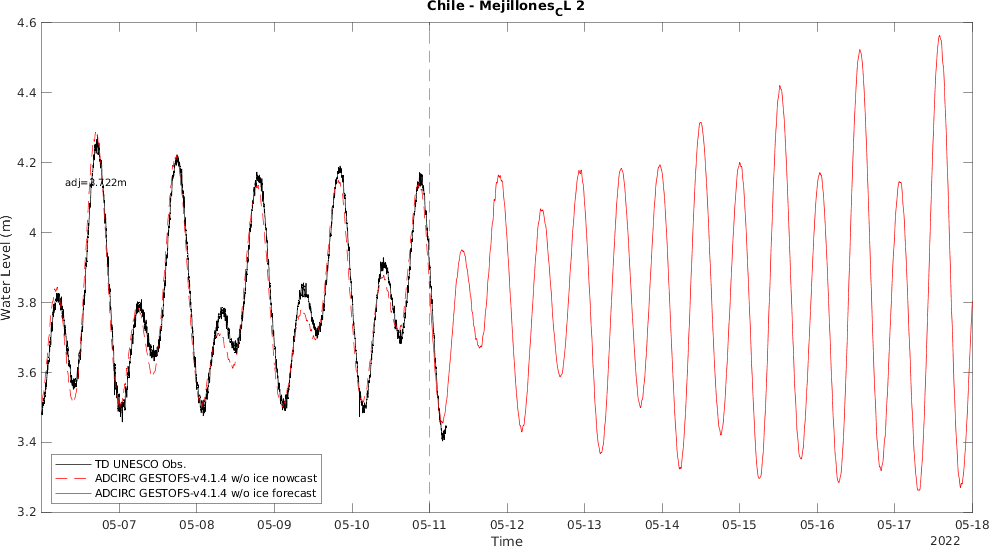 Chile - Mejillones_CL 2
Water Level (m)
4.6
4.4
4.2
4
3.8
3.6
3.4
3.2
adj=3.722m
TD UNESCO Obs.
ADCIRC GESTOFS-v4.1.4 w/o ice nowcast
ADCIRC GESTOFS-v4.1.4 w/o ice forecast
05-07 05-08 05-09 05-10 05-11 05-12 05-13 05-14 05-15 05-16 05-17 05-18
Time
2022